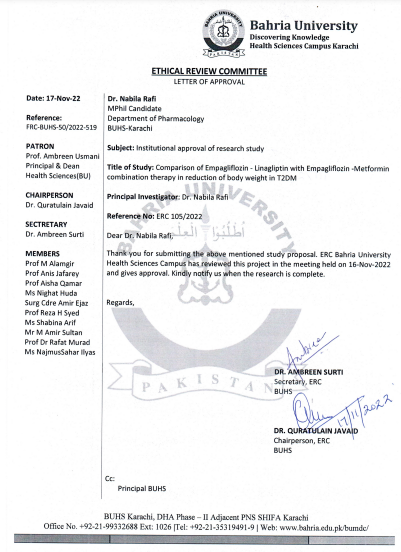 Bahria University
Discovering Knowledge
Health Sciences Campus Karachi
ETHICAL REVIEW COMMITTEE
LETTER OF APPROVAL
Date: 17-Nov-22
Reference:
FRC-BUHS-50/2022-519
PATRON
Prof. Ambreen Usmani
Principal & Dean
Health Sciences(BU)
CHAIRPERSON
Dr. Quratulain Javaid
SECTRETARY
Dr. Ambreen Surti
MEMBERS
Prof M Alamgir
Prof Anis Jafarey
Prof Aisha Qamar
Ms Nighat Huda
Surg Cdre Amir Ejaz
Prof Reza H Syed
Ms Shabina Arif
Mr M Amir Sultan
Prof Dr Rafat Murad
Ms NajmusSahar Ilyas
Dr. Nabila Rafi
MPhil Candidate
Department of Pharmacology
BUHS-Karachi
Subject: Institutional approval of research study
Title of Study: Comparison of Empagliflozin - Linagliptin with Empagliflozin -Metformin
combination therapy in reduction of body weight in T2DM
Principal Investigator: Dr. Nabila Rafi
Reference No: ERC 105/2022
Dear Dr. Nabila Rafi,
Thank you for submitting the above mentioned study proposal. ERC Bahria University
Health Sciences Campus has reviewed this project in the meeting held on 16-Nov-2022
and gives approval. Kindly notify us when the research is complete.
Regards,
BAHRIA UNIVERSITY
PAKISTAN
DR. AMBREEN SURTI
Secretary, ERC
BUHS
17/11/2022
DR. QURATULAIN JAVAID
Chairperson, ERC
BUHS
Cc:
Principal BUHS
BUHS Karachi, DHA Phase – II Adjacent PNS SHIFA Karachi
Office No. +92-21-99332688 Ext: 1026 |Tel: +92-21-35319491-9 | Web: www.bahria.edu.pk/bumdc/